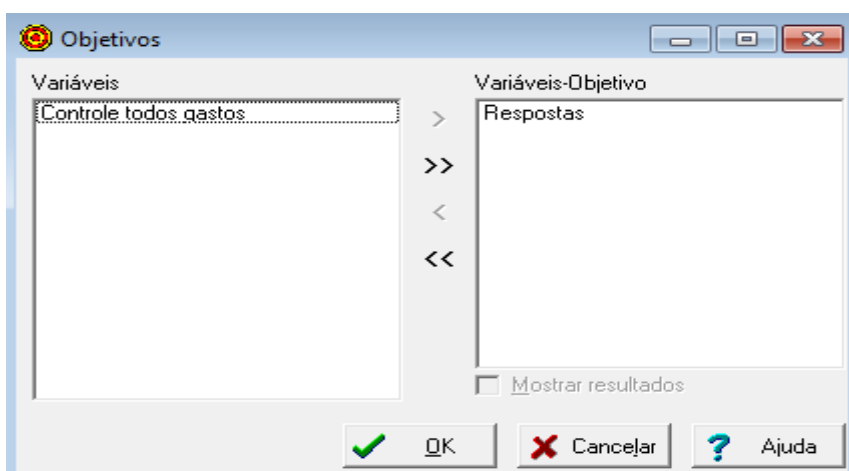 Objetivos
Variáveis
Controle todos gastos
>
>>
<
<<
Variáveis-Objetivo
Respostas
Mostrar resultados
OK
Cancelar
? Ajuda